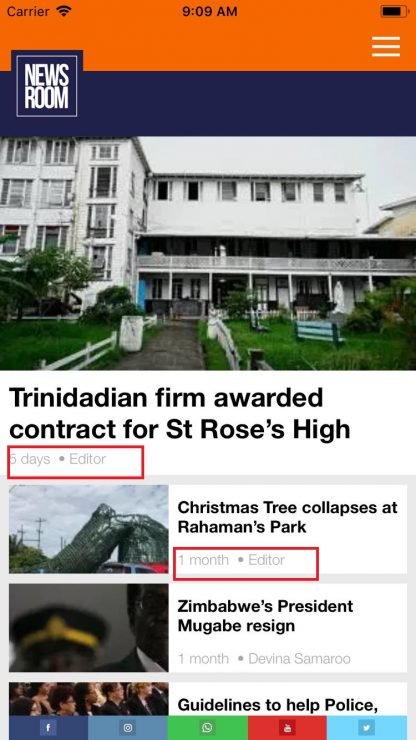 Carrier 9:09 AM
NEWS
ROOM
Trinidadian firm awarded
contract for St Rose's High
5 days • Editor
Christmas Tree collapses at
Rahaman's Park
1 month • Editor
Zimbabwe's President
Mugabe resign
1 month • Devina Samaroo
Guidelines to help Police,